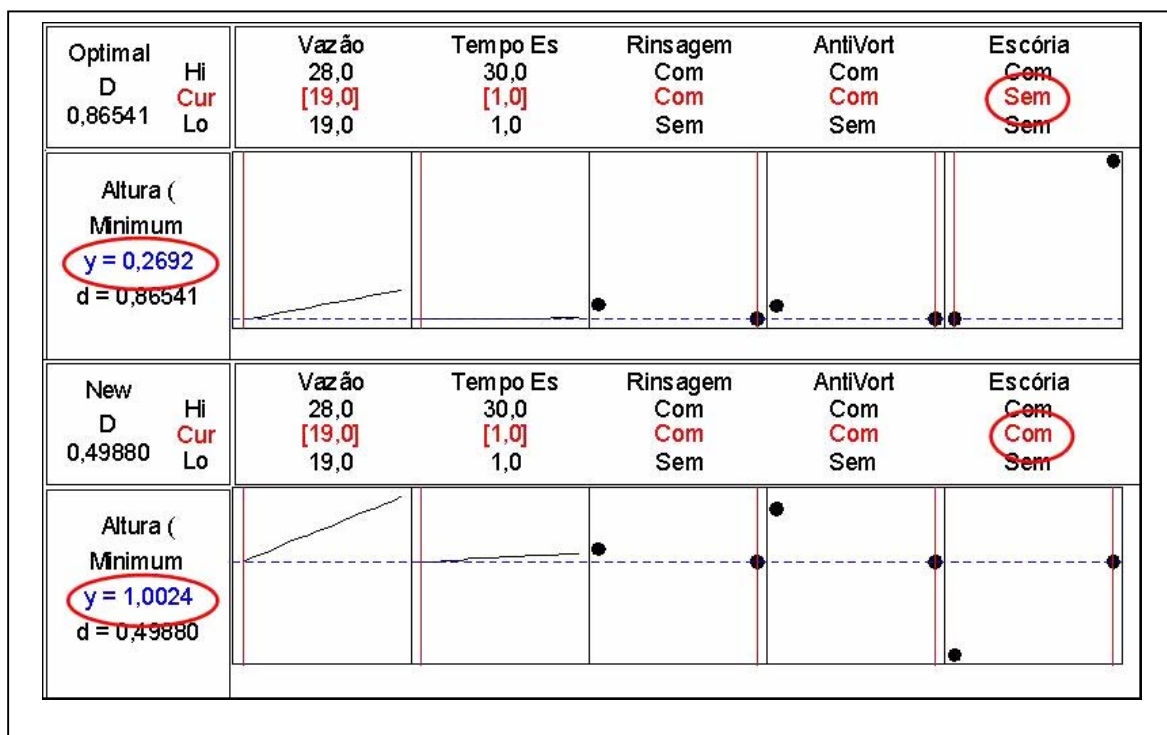 Optimal
D
0,86541
Hi
Cur
Lo
Vazão
28,0
[19,0]
19,0
Tempo Es
30,0
[1,0]
1,0
Rinsagem
Com
Com
Sem
AntiVort
Com
Com
Sem
Escória
Com
Sem
Sem
Altura (
Minimum
y = 0,2692
d = 0,86541
New
D
0,49880
Hi
Cur
Lo
Vazão
28,0
[19,0]
19,0
Tempo Es
30,0
[1,0]
1,0
Rinsagem
Com
Com
Sem
AntiVort
Com
Com
Sem
Escória
Com
Com
Sem
Altura (
Minimum
y = 1,0024
d = 0,49880